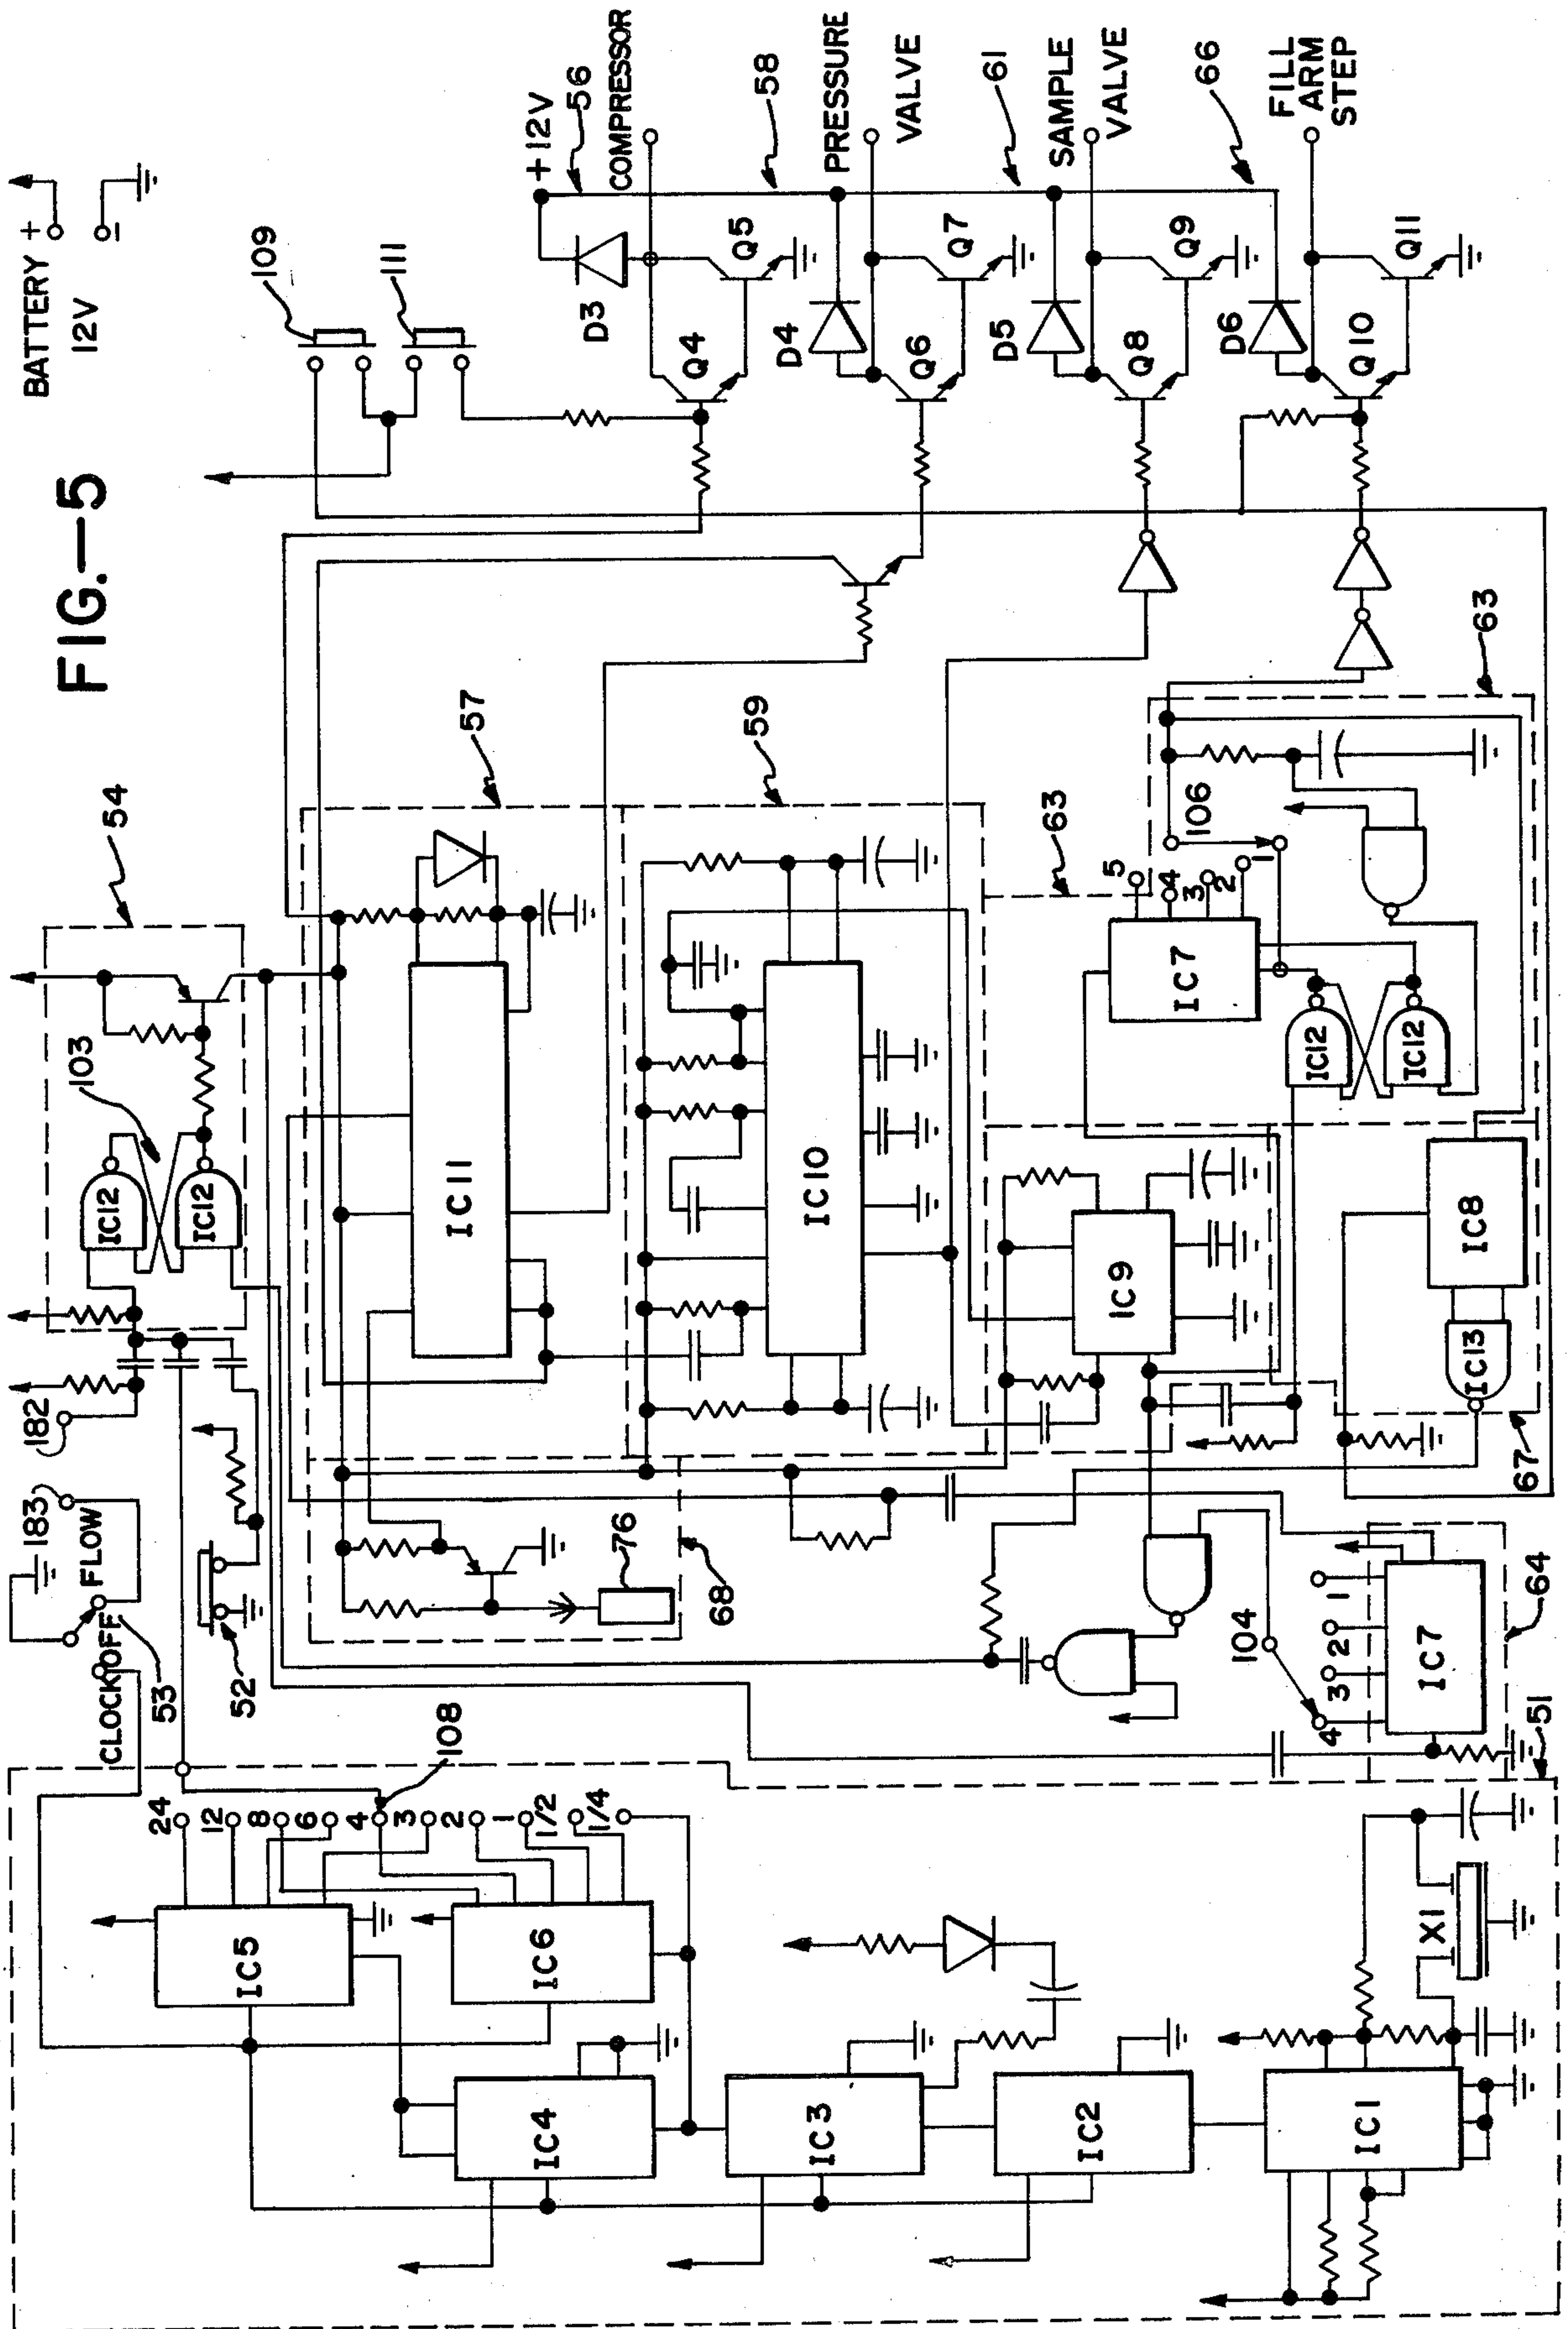 FIG.—5
BATTERY +
12V
−
109
111
+12V
56
COMPRESSOR
D3
Q4
Q5
58
PRESSURE
VALVE
D4
Q6
Q7
61
SAMPLE
VALVE
D5
Q8
Q9
66
FILL
ARM
STEP
D6
Q10
Q11
54
103
IC12
IC12
182
183
FLOW
OFF
CLOCK
53
52
57
IC11
59
IC10
68
76
63
63
106
5
4
3
2
1
IC7
IC12
IC12
IC9
IC8
IC13
67
104
1
2
3
4
IC7
64
51
108
24
12
8
6
4
3
2
1
1/2
1/4
IC5
IC6
IC4
IC3
IC2
IC1
X1